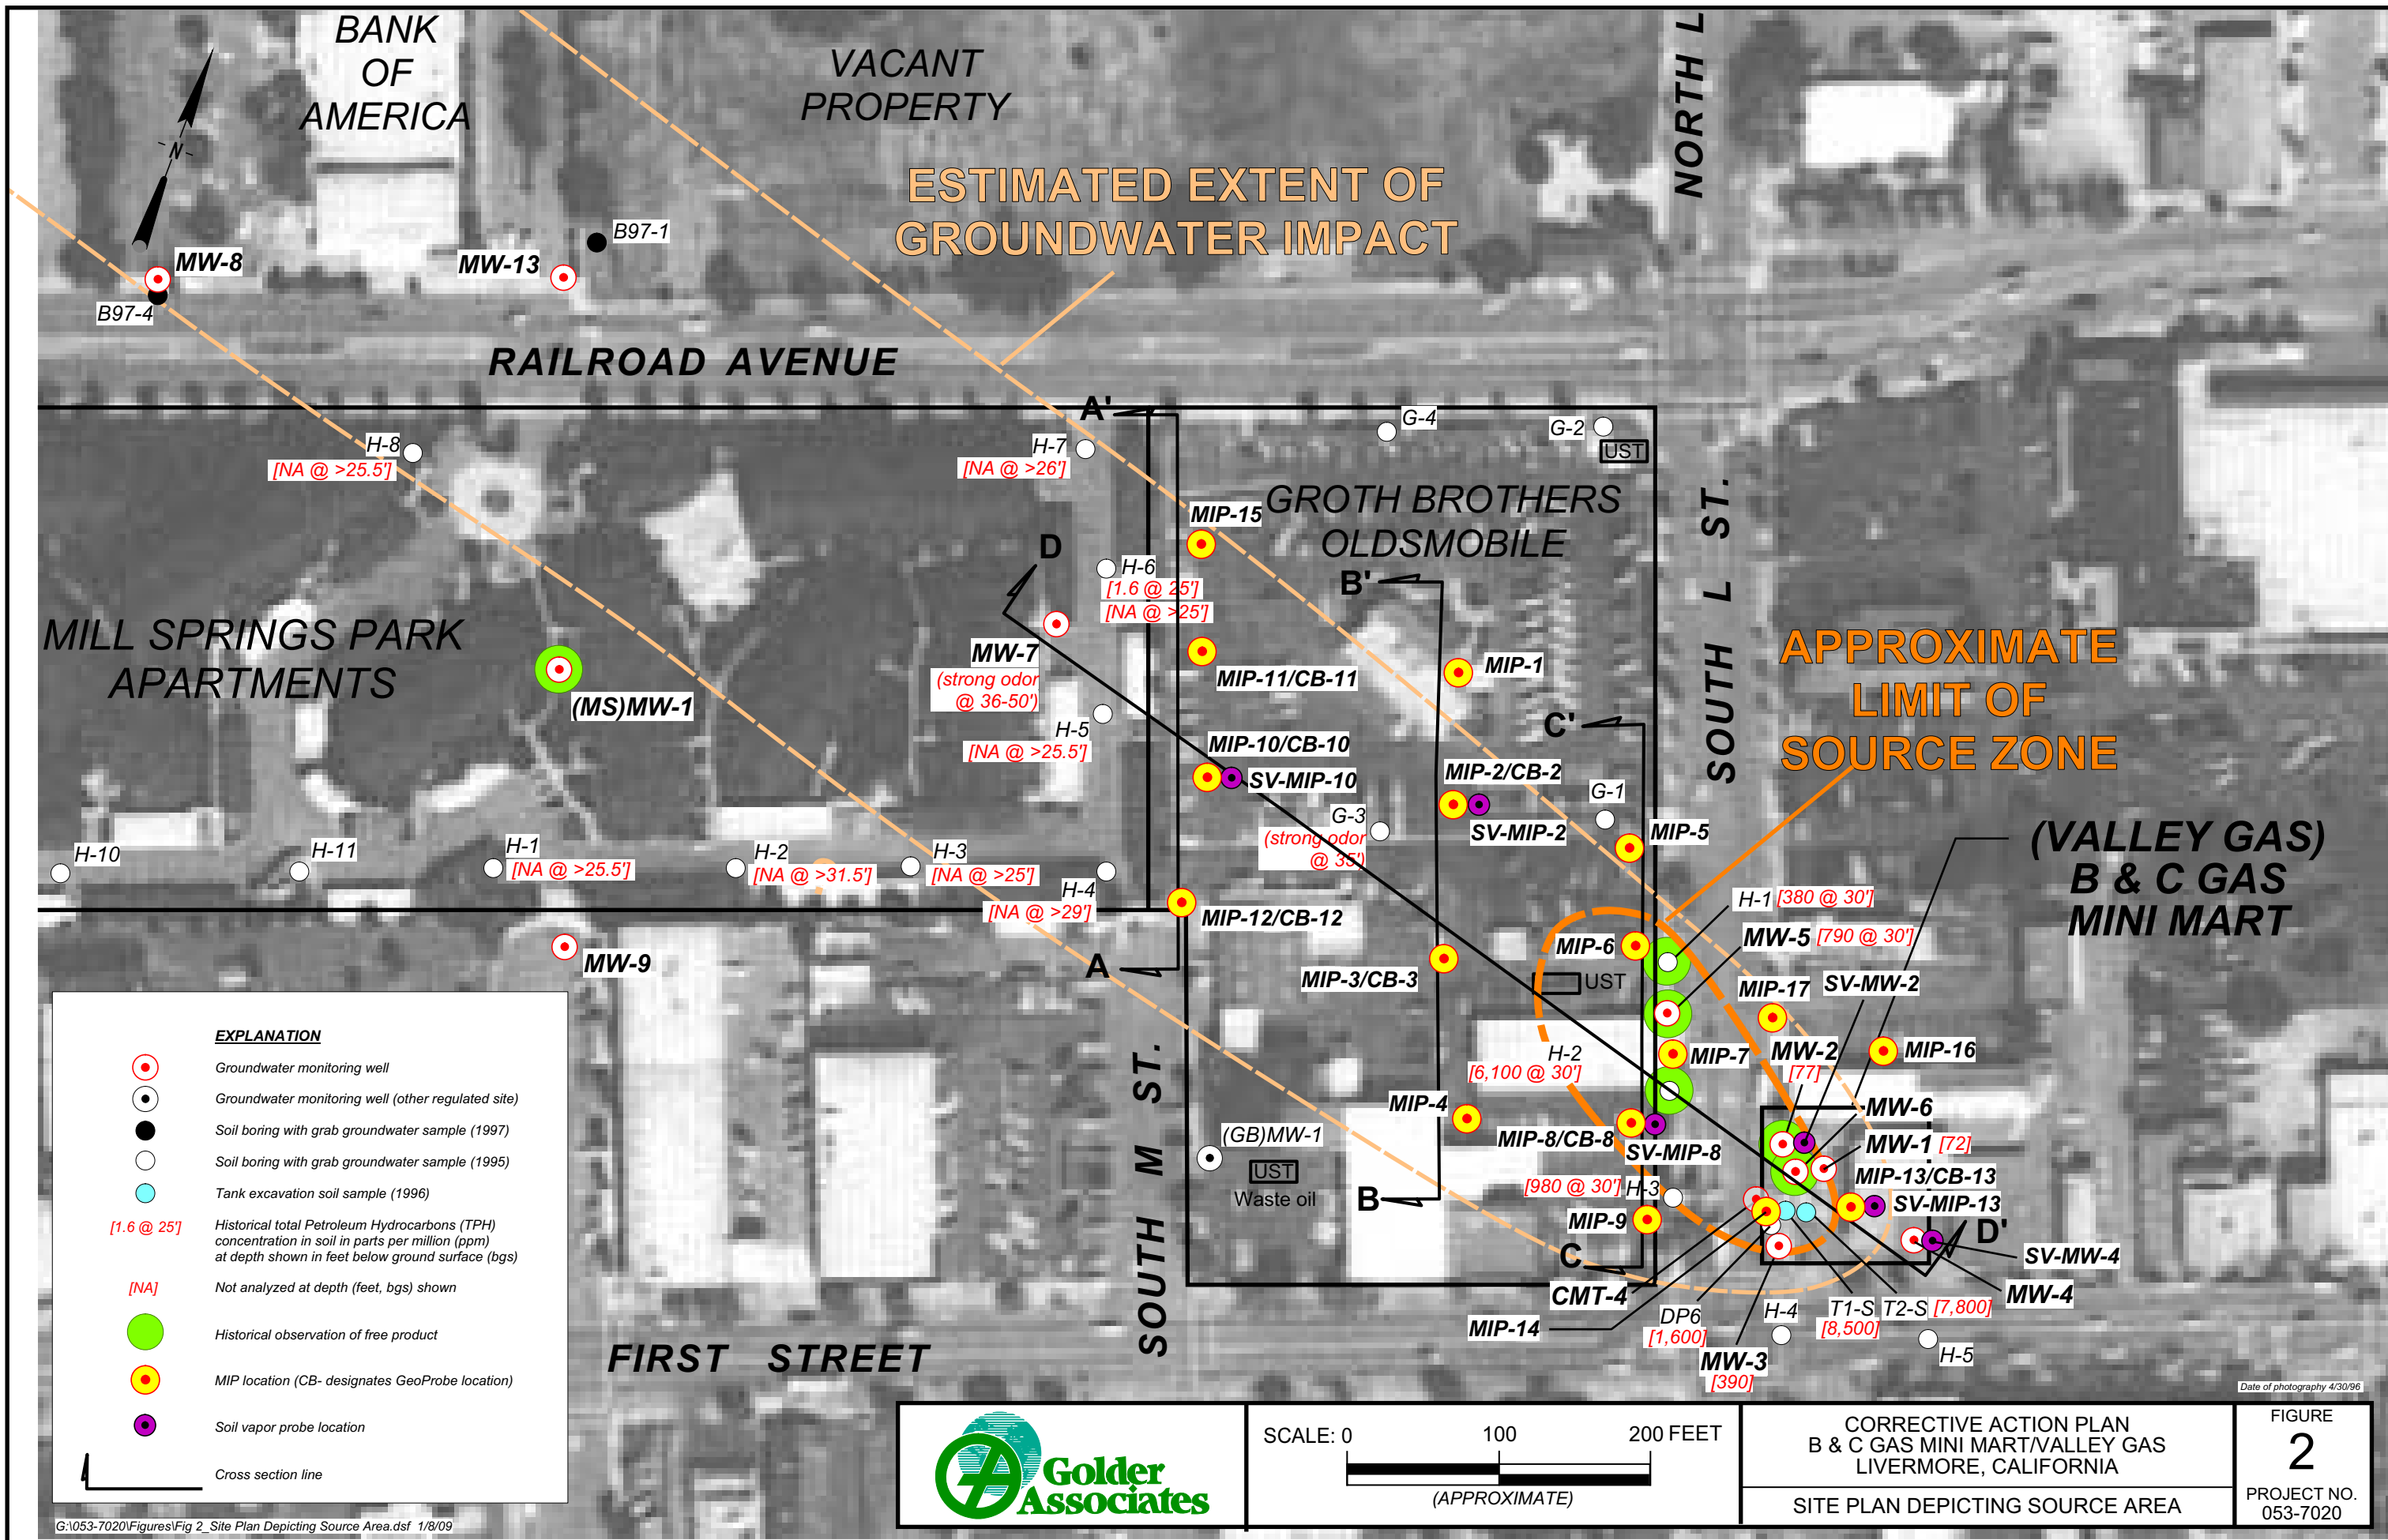 BANK
OF
AMERICA
VACANT
PROPERTY
NORTH L
N
ESTIMATED EXTENT OF
GROUNDWATER IMPACT
B97-1
MW-8
MW-13
B97-4
RAILROAD AVENUE
A'
G-4
G-2
UST
H-8
[NA @ >25.5']
H-7
[NA @ >26']
GROTH BROTHERS
OLDSMOBILE
MIP-15
SOUTH L ST.
D
H-6
[1.6 @ 25']
[NA @ >25']
B'
MILL SPRINGS PARK
APARTMENTS
MW-7
(strong odor
@ 36-50')
MIP-11/CB-11
MIP-1
APPROXIMATE
LIMIT OF
SOURCE ZONE
(MS)MW-1
H-5
[NA @ >25.5']
C'
MIP-10/CB-10
SV-MIP-10
MIP-2/CB-2
SV-MIP-2
G-1
G-3
(strong odor
@ 35')
MIP-5
(VALLEY GAS)
B & C GAS
MINI MART
H-10
H-11
H-1
[NA @ >25.5']
H-2
[NA @ >31.5']
H-3
[NA @ >25']
H-4
[NA @ >29']
MIP-12/CB-12
H-1 [380 @ 30']
MW-5 [790 @ 30']
MIP-6
MW-9
A
MIP-3/CB-3
UST
MIP-17
SV-MW-2
H-2
[6,100 @ 30']
MIP-7
MW-2
[77]
MIP-16
SOUTH M ST.
MIP-4
MW-6
(GB)MW-1
MIP-8/CB-8
SV-MIP-8
MW-1 [72]
UST
Waste oil
MIP-13/CB-13
SV-MIP-13
B
[980 @ 30'] H-3
MIP-9
D'
C
SV-MW-4
CMT-4
MW-4
MIP-14
DP6
[1,600]
H-4
T1-S
[8,500]
T2-S [7,800]
H-5
MW-3
[390]
FIRST STREET
EXPLANATION
Groundwater monitoring well
Groundwater monitoring well (other regulated site)
Soil boring with grab groundwater sample (1997)
Soil boring with grab groundwater sample (1995)
Tank excavation soil sample (1996)
[1.6 @ 25'] Historical total Petroleum Hydrocarbons (TPH)
concentration in soil in parts per million (ppm)
at depth shown in feet below ground surface (bgs)
[NA] Not analyzed at depth (feet, bgs) shown
Historical observation of free product
MIP location (CB- designates GeoProbe location)
Soil vapor probe location
Cross section line
G:\053-7020\Figures\Fig 2_Site Plan Depicting Source Area.dsf 1/8/09
Date of photography 4/30/96
Golder
Associates
SCALE: 0 100 200 FEET
(APPROXIMATE)
CORRECTIVE ACTION PLAN
B & C GAS MINI MART/VALLEY GAS
LIVERMORE, CALIFORNIA
SITE PLAN DEPICTING SOURCE AREA
FIGURE
2
PROJECT NO.
053-7020